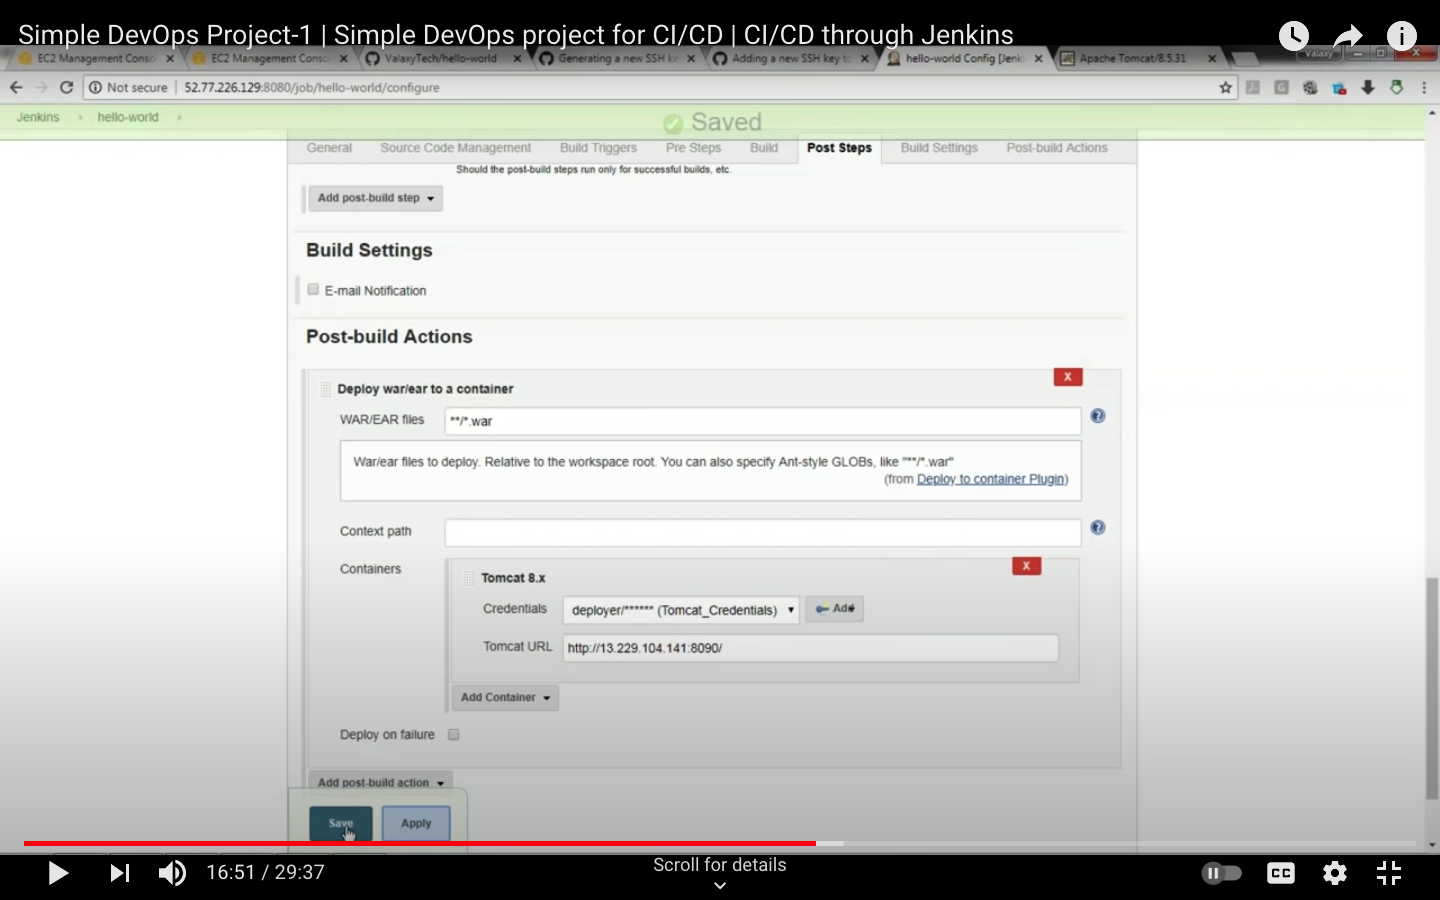 Simple DevOps Project-1 | Simple DevOps project for CI/CD | CI/CD through Jenkins
EC2 Management Conso
EC2 Management Conso
ValaxyTech/hello-world
Generating a new SSH ke
Adding a new SSH key to
hello-world Config [Jenk
Apache Tomcat/8.5.31
Valaxy
Not secure | 52.77.226.129:8080/job/hello-world/configure
Jenkins
hello-world
Saved
General
Source Code Management
Build Triggers
Pre Steps
Build
Post Steps
Build Settings
Post-build Actions
Should the post-build steps run only for successful builds, etc.
Add post-build step
Build Settings
E-mail Notification
Post-build Actions
X
Deploy war/ear to a container
WAR/EAR files
**/*.war
War/ear files to deploy. Relative to the workspace root. You can also specify Ant-style GLOBs, like "**/*.war"
(from Deploy to container Plugin)
Context path
Containers
X
Tomcat 8.x
Credentials
deployer/****** (Tomcat_Credentials)
Add
Tomcat URL
http://13.229.104.141:8090/
Add Container
Deploy on failure
Add post-build action
Save
Apply
16:51 / 29:37
Scroll for details
CC